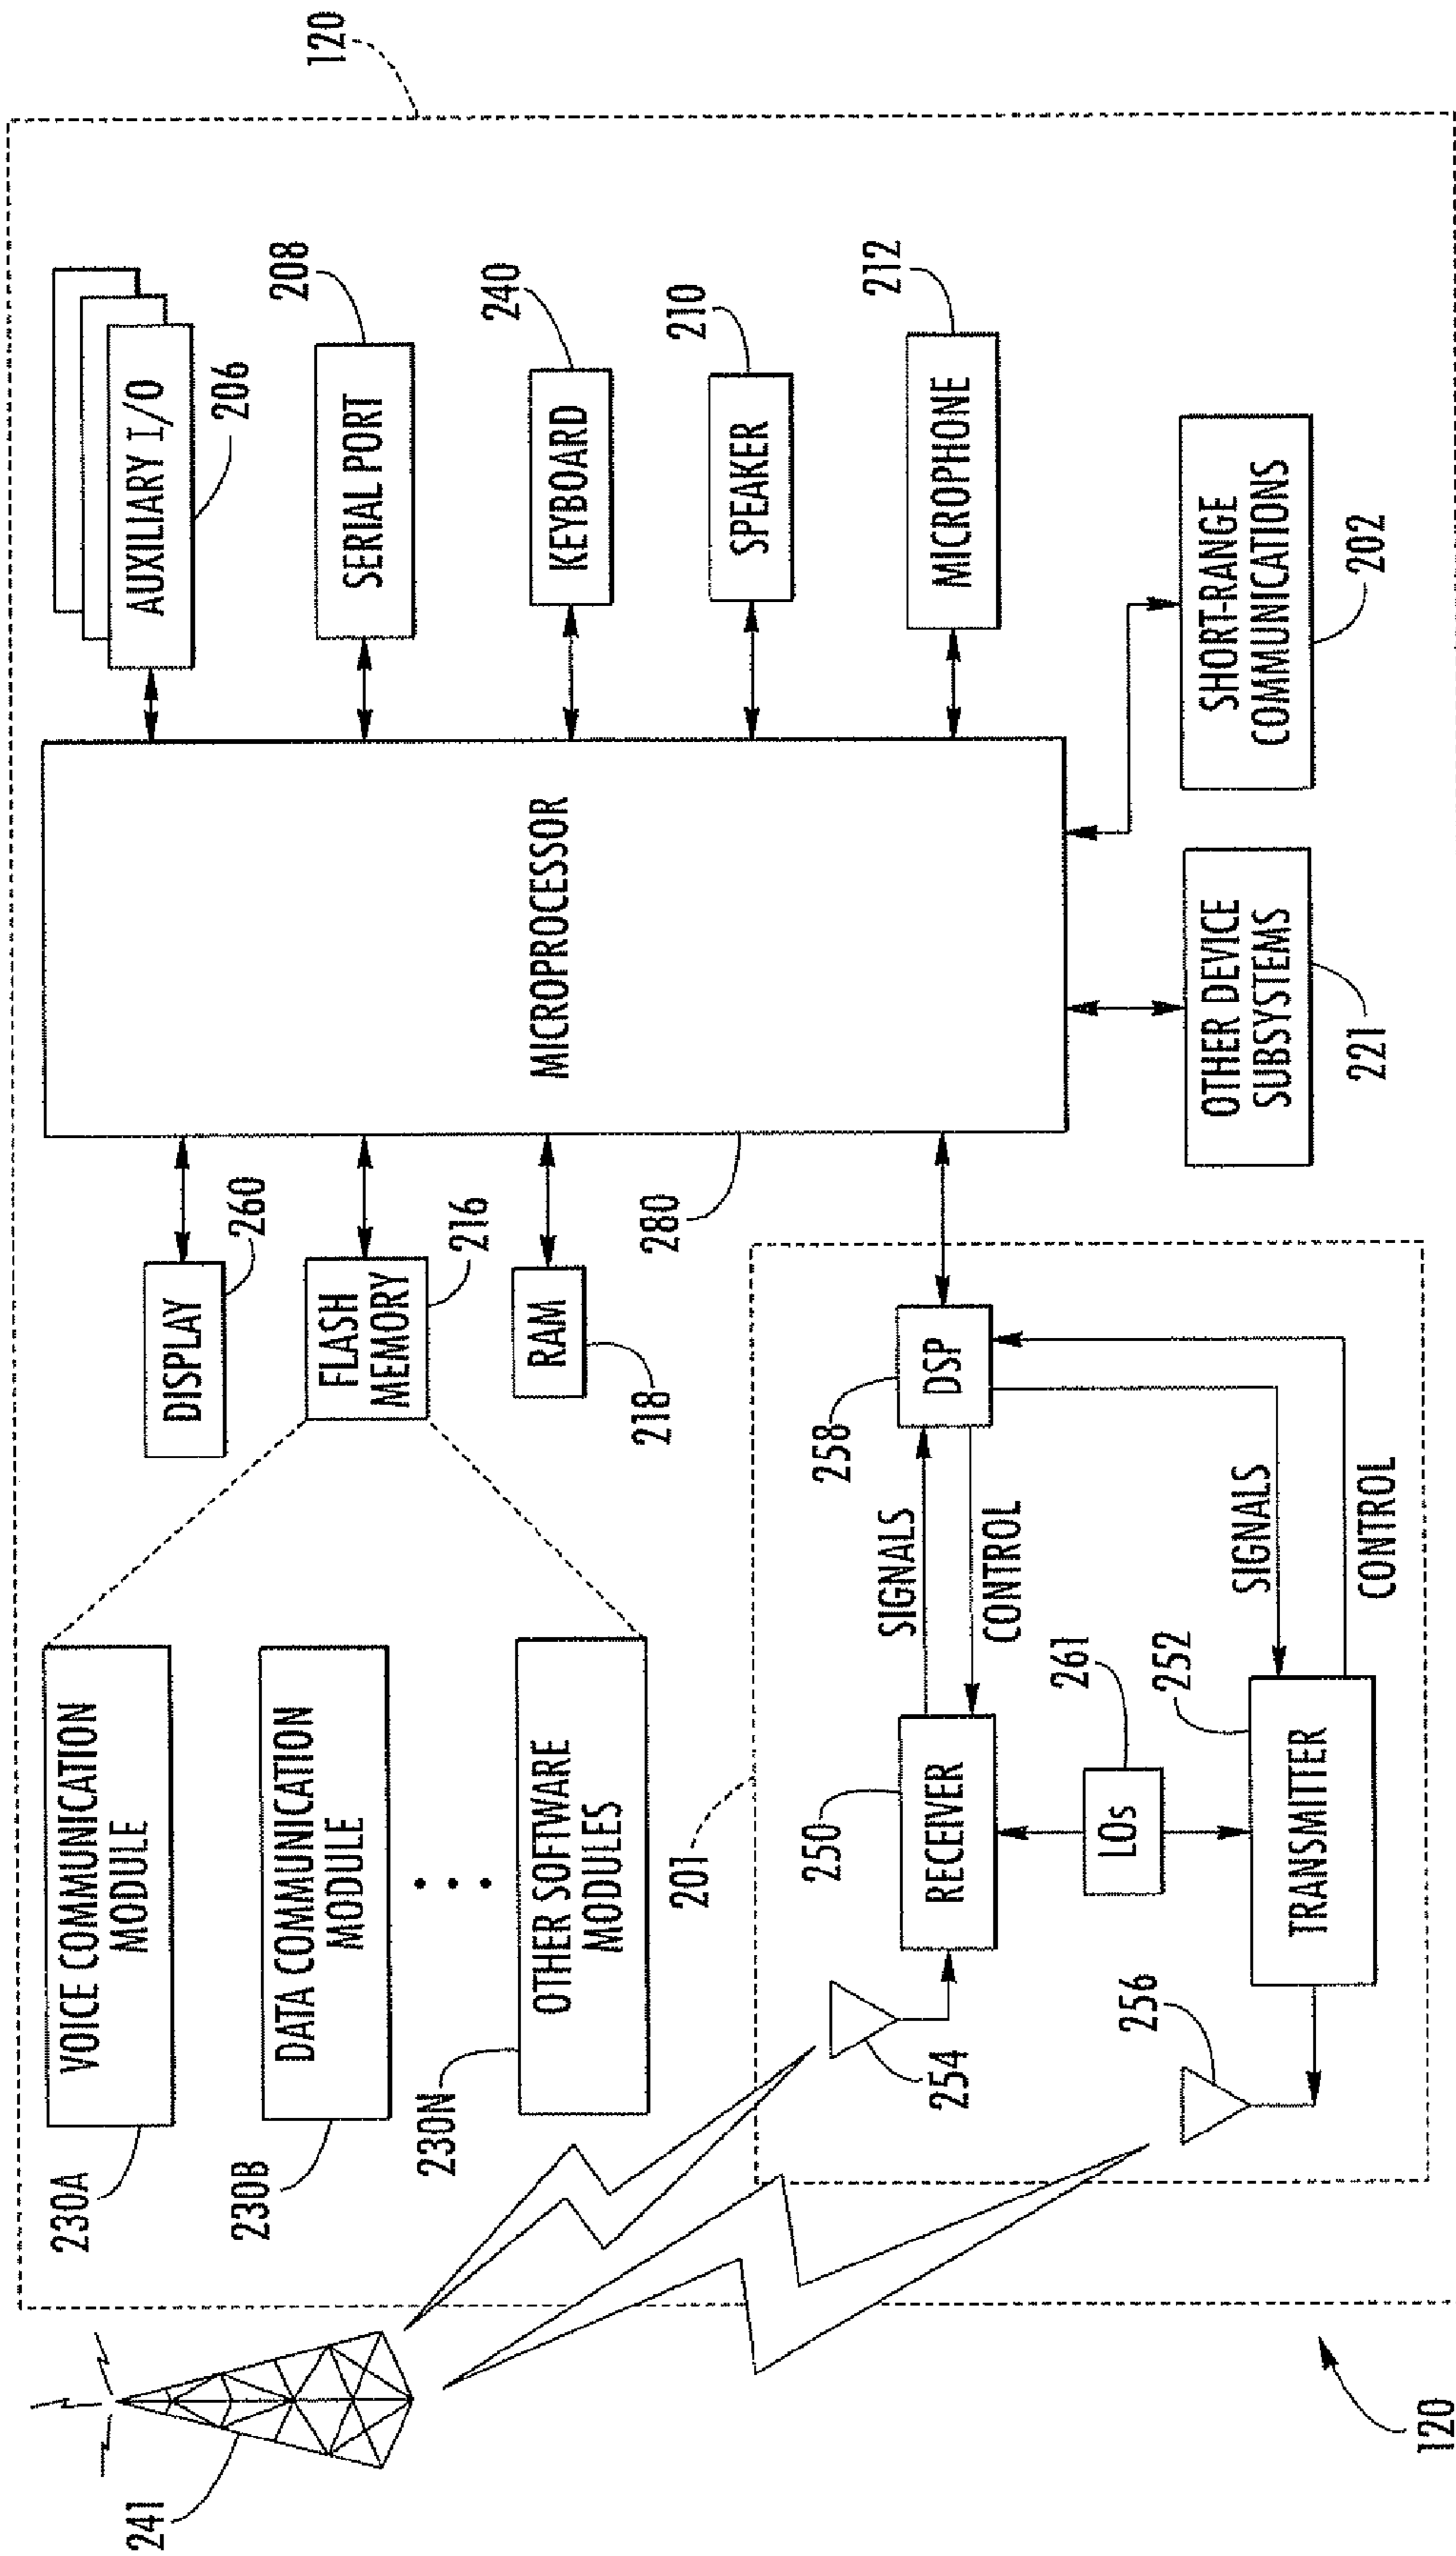 120
AUXILIARY I/O
206
SERIAL PORT
208
KEYBOARD
240
SPEAKER
210
MICROPHONE
212
SHORT-RANGE
COMMUNICATIONS
202
OTHER DEVICE
SUBSYSTEMS
221
MICROPROCESSOR
280
DISPLAY
260
FLASH
MEMORY
216
RAM
218
VOICE COMMUNICATION
MODULE
230A
DATA COMMUNICATION
MODULE
230B
OTHER SOFTWARE
MODULES
230N
201
DSP
258
SIGNALS
CONTROL
SIGNALS
CONTROL
RECEIVER
250
LOs
261
TRANSMITTER
252
254
256
241
120